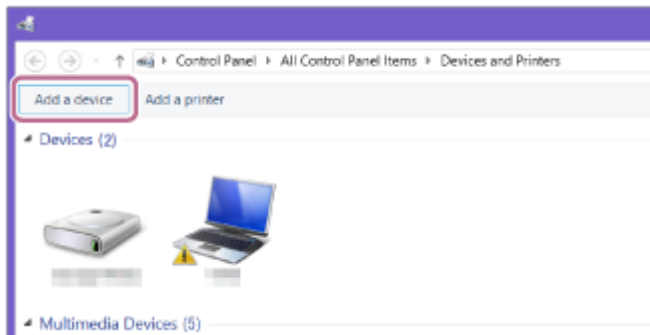 Control Panel All Control Panel Items Devices and Printers
Add a device Add a printer
Devices (2)
Multimedia Devices (5)